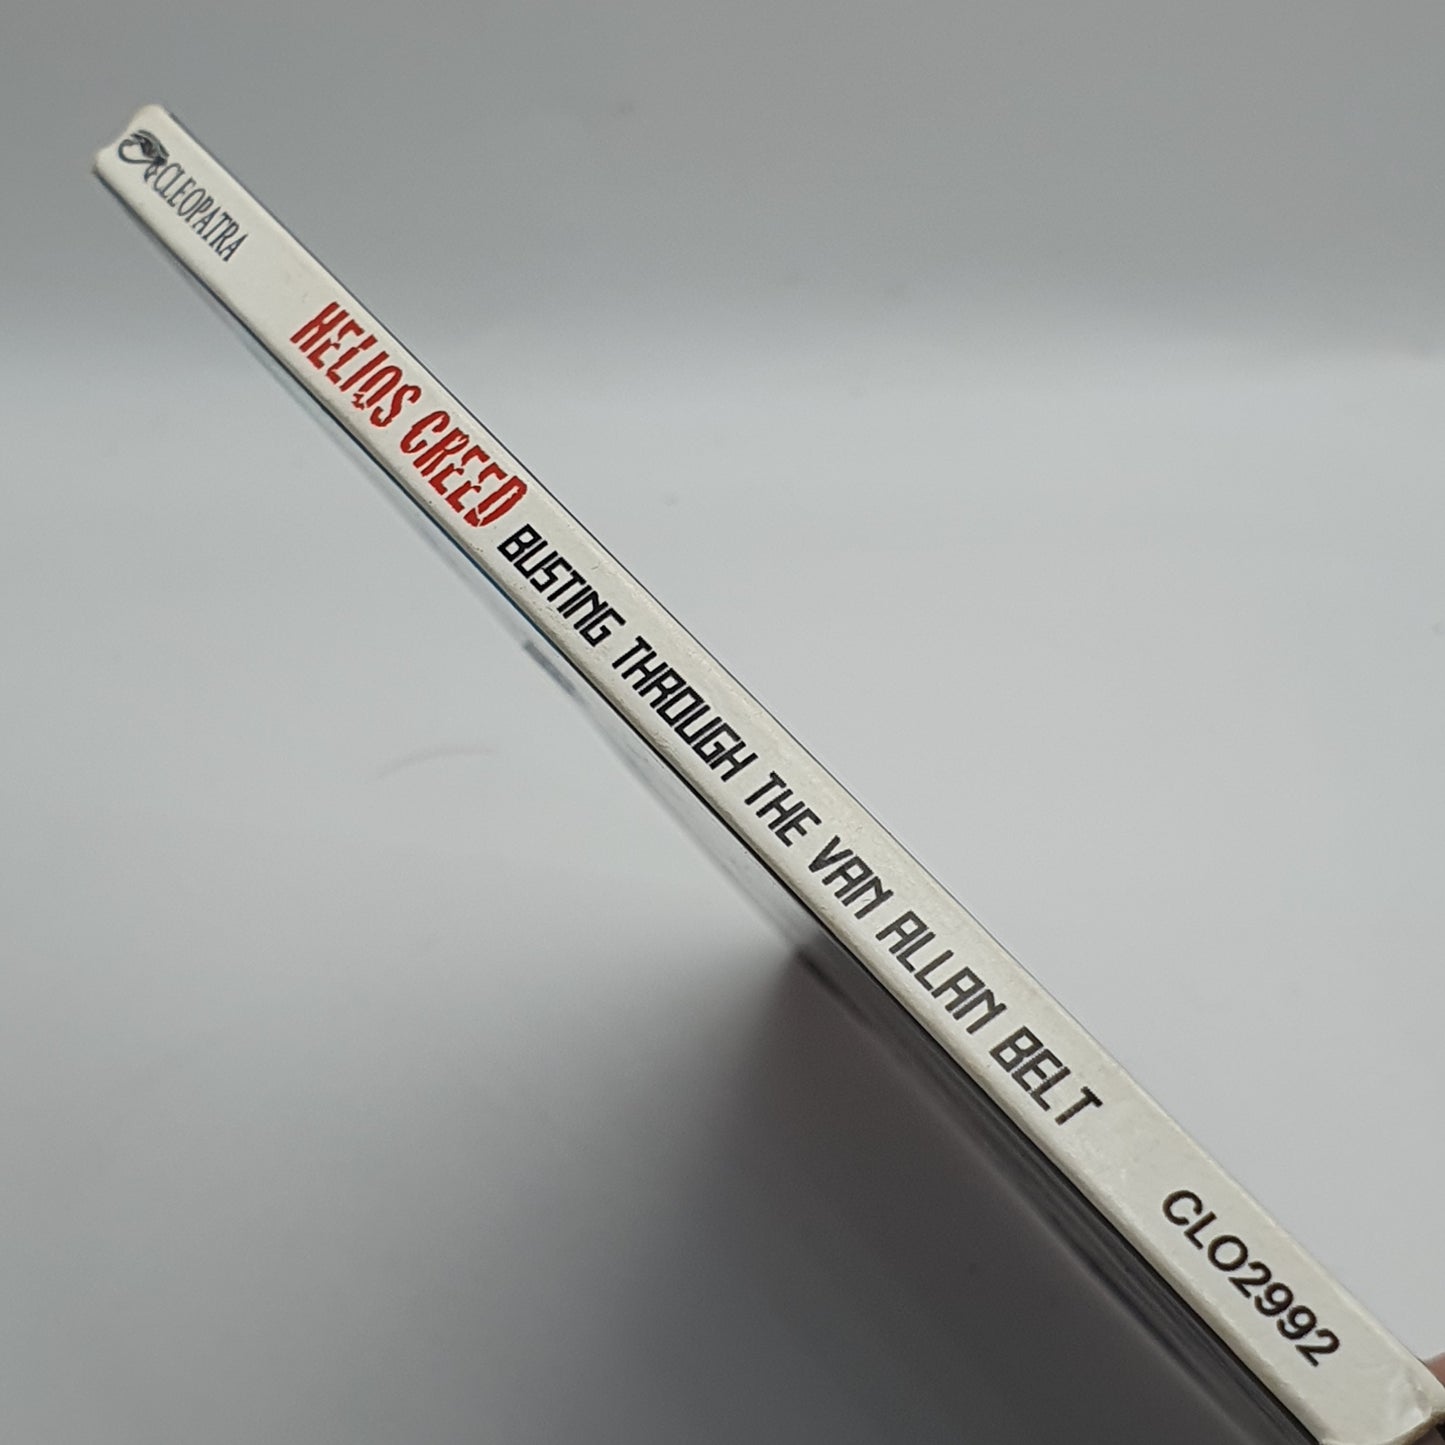 CLEOPATRA
HELIOS CREED BUSTING THROUGH THE VAN ALLAN BELT CLO2992